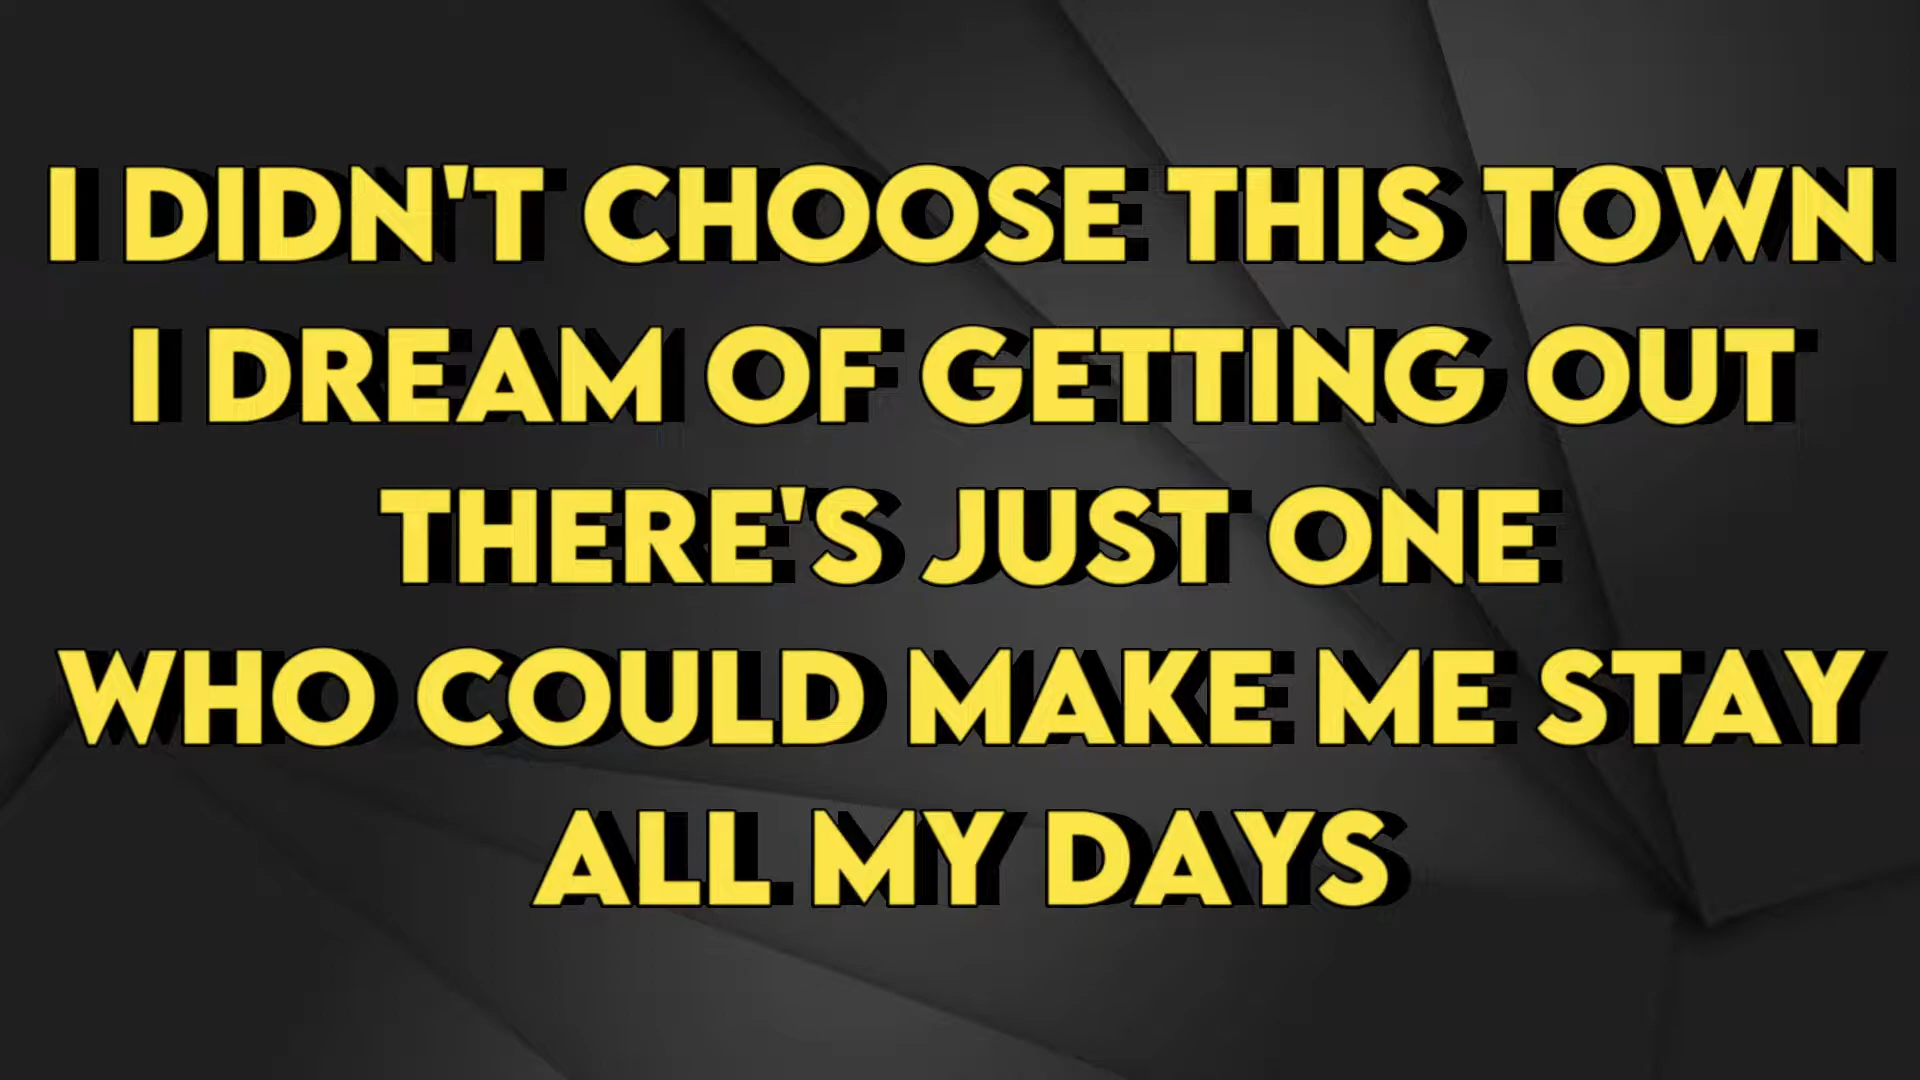 I DIDN'T CHOOSE THIS TOWN
I DREAM OF GETTING OUT
THERE'S JUST ONE
WHO COULD MAKE ME STAY
ALL MY DAYS